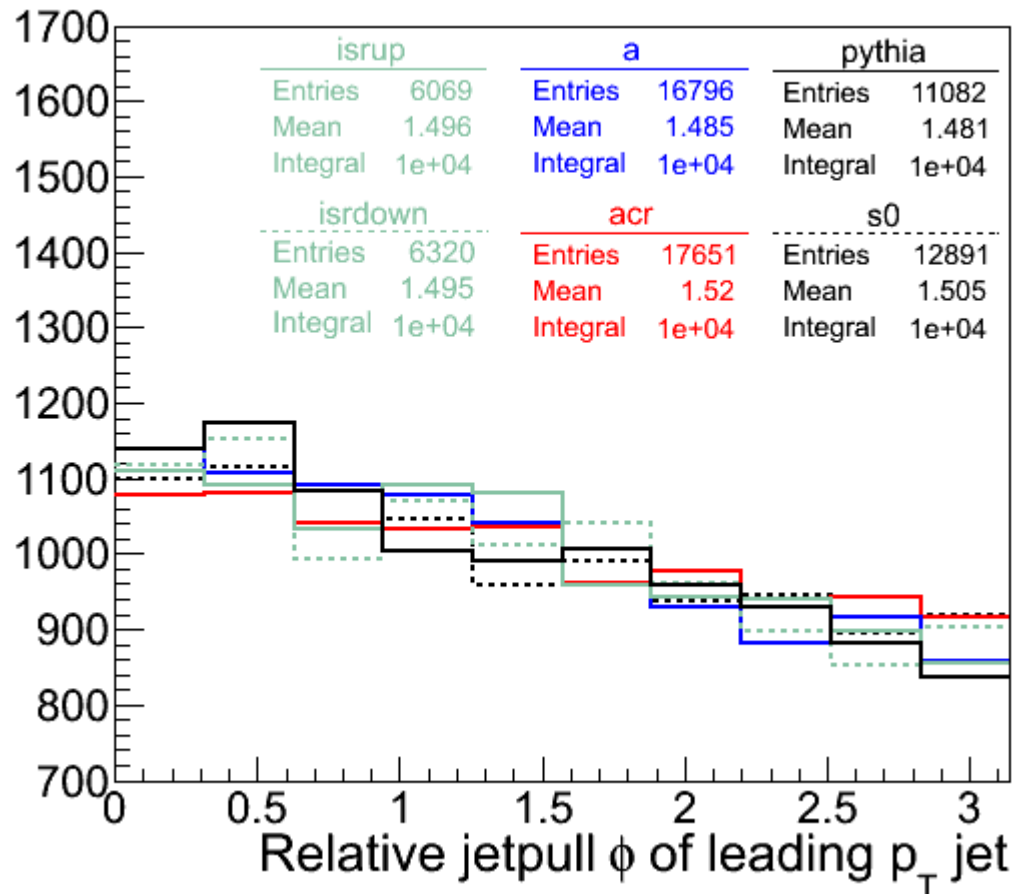 1700
1600
1500
1400
1300
1200
1100
1000
900
800
700
isrup
Entries 6069
Mean 1.496
Integral 1e+04
a
Entries 16796
Mean 1.485
Integral 1e+04
pythia
Entries 11082
Mean 1.481
Integral 1e+04
isrdown
Entries 6320
Mean 1.495
Integral 1e+04
acr
Entries 17651
Mean 1.52
Integral 1e+04
s0
Entries 12891
Mean 1.505
Integral 1e+04
0 0.5 1 1.5 2 2.5 3
Relative jetpull ϕ of leading p_T jet